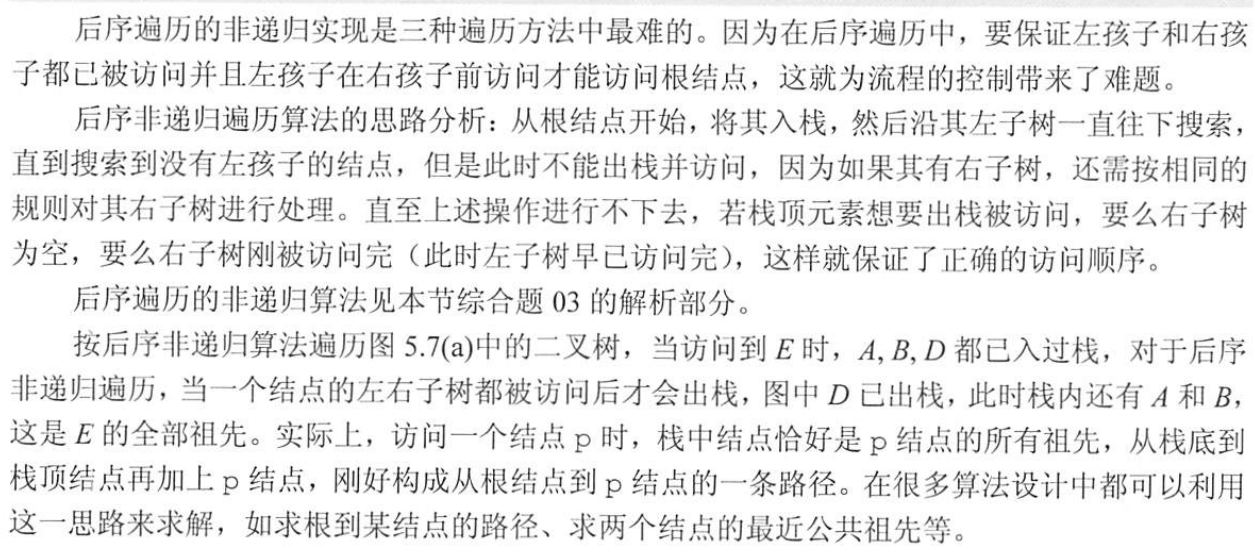 后序遍历的非递归实现是三种遍历方法中最难的。因为在后序遍历中，要保证左孩子和右孩
子都已被访问并且左孩子在右孩子前访问才能访问根结点，这就为流程的控制带来了难题。
后序非递归遍历算法的思路分析：从根结点开始，将其入栈，然后沿其左子树一直往下搜索，
直到搜索到没有左孩子的结点，但是此时不能出栈并访问，因为如果其有右子树，还需按相同的
规则对其右子树进行处理。直至上述操作进行不下去，若栈顶元素想要出栈被访问，要么右子树
为空，要么右子树刚被访问完（此时左子树早已访问完），这样就保证了正确的访问顺序。
后序遍历的非递归算法见本节综合题 03 的解析部分。
按后序非递归算法遍历图 5.7(a)中的二叉树，当访问到 E 时，A, B, D 都已入过栈，对于后序
非递归遍历，当一个结点的左右子树都被访问后才会出栈，图中 D 已出栈，此时栈内还有 A 和 B，
这是 E 的全部祖先。实际上，访问一个结点 p 时，栈中结点恰好是 p 结点的所有祖先，从栈底到
栈顶结点再加上 p 结点，刚好构成从根结点到 p 结点的一条路径。在很多算法设计中都可以利用
这一思路来求解，如求根到某结点的路径、求两个结点的最近公共祖先等。